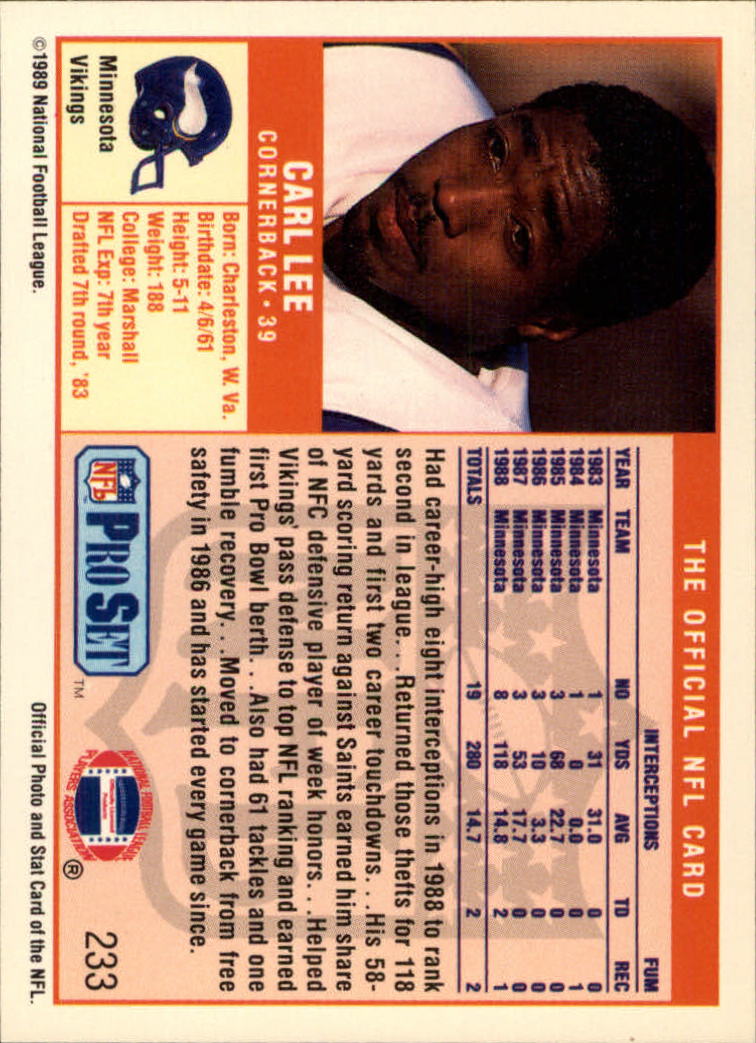 THE OFFICIAL NFL CARD
CARL LEE
CORNERBACK • 39
Minnesota
Vikings
Born: Charleston, W. Va.
Birthdate: 4/6/61
Height: 5-11
Weight: 188
College: Marshall
NFL Exp: 7th year
Drafted 7th round, '83
INTERCEPTIONS FUM
YEAR TEAM NO YDS AVG TD REC
1983 Minnesota 1 31 31.0 0 0
1984 Minnesota 1 0 0.0 0 1
1985 Minnesota 3 68 22.7 0 0
1986 Minnesota 3 10 3.3 0 0
1987 Minnesota 3 53 17.7 0 0
1988 Minnesota 8 118 14.8 2 1
TOTALS 19 280 14.7 2 2
Had career-high eight interceptions in 1988 to rank
second in league...Returned those thefts for 118
yards and first two career touchdowns...His 58-
yard scoring return against Saints earned him share
of NFC defensive player of week honors...Helped
Vikings' pass defense to top NFL ranking and earned
first Pro Bowl berth...Also had 61 tackles and one
fumble recovery...Moved to cornerback from free
safety in 1986 and has started every game since.
NFL PRO SET TM
NATIONAL FOOTBALL LEAGUE
Officially Licensed
Product
PLAYERS ASSOCIATION
®
233
©1989 National Football League.
Official Photo and Stat Card of the NFL.